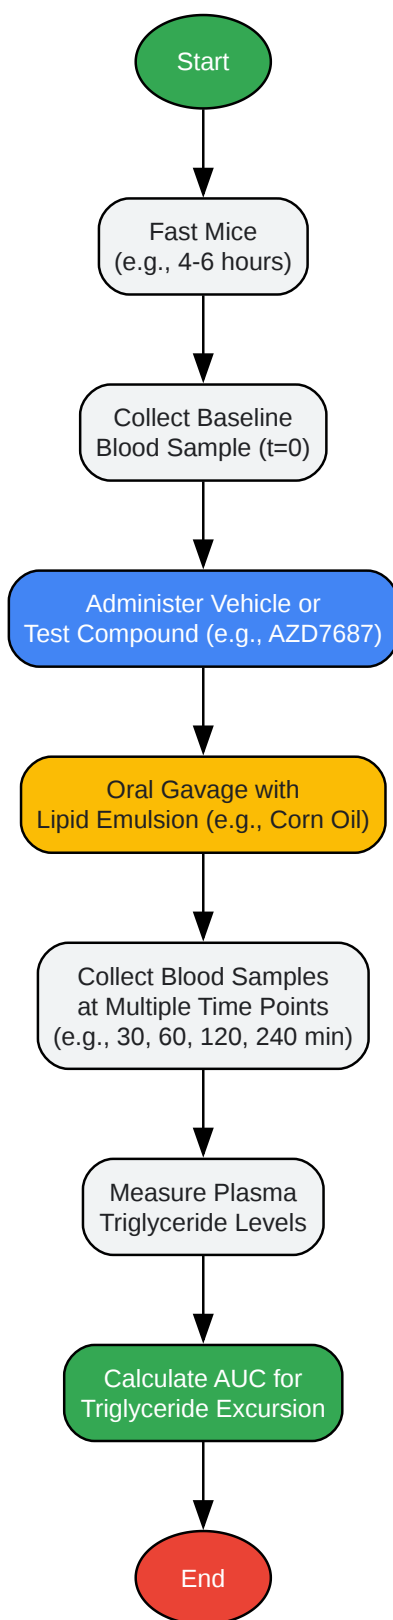 Start
Fast Mice
(e.g., 4-6 hours)
Collect Baseline
Blood Sample (t=0)
Administer Vehicle or
Test Compound (e.g., AZD7687)
Oral Gavage with
Lipid Emulsion (e.g., Corn Oil)
Collect Blood Samples
at Multiple Time Points
(e.g., 30, 60, 120, 240 min)
Measure Plasma
Triglyceride Levels
Calculate AUC for
Triglyceride Excursion
End